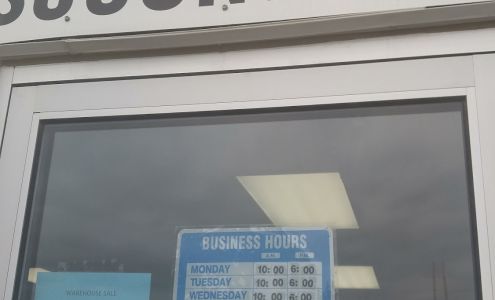 WAREHOUSE SALE
BUSINESS HOURS
A.M. P.M.
MONDAY 10:00 6:00
TUESDAY 10:00 6:00
WEDNESDAY 10:00 6:00